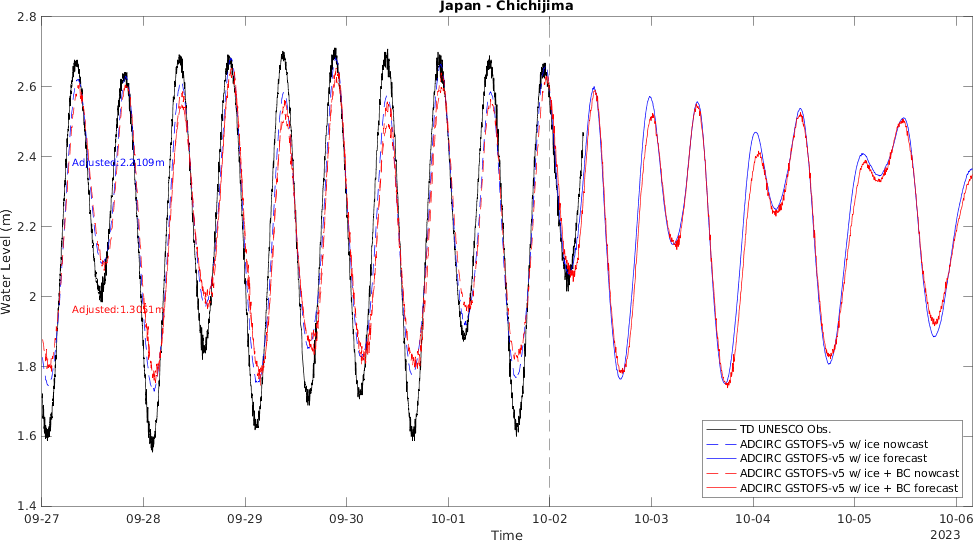 Japan - Chichijima
2.8
2.6
2.4
2.2
2
1.8
1.6
1.4
Water Level (m)
Adjusted:2.2109m
Adjusted:1.3051m
TD UNESCO Obs.
ADCIRC GSTOFS-v5 w/ ice nowcast
ADCIRC GSTOFS-v5 w/ ice forecast
ADCIRC GSTOFS-v5 w/ ice + BC nowcast
ADCIRC GSTOFS-v5 w/ ice + BC forecast
09-27 09-28 09-29 09-30 10-01 10-02 10-03 10-04 10-05 10-06
Time
2023